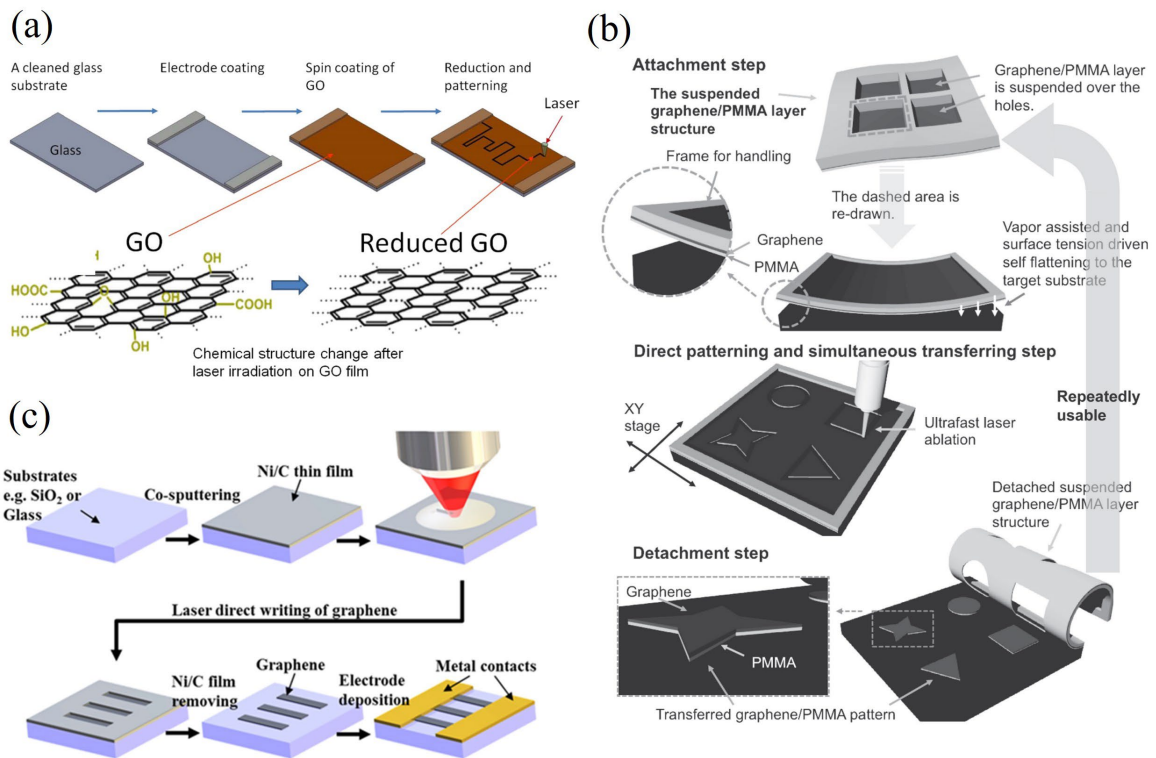 (a)
A cleaned glass
substrate
Electrode coating
Spin coating of
GO
Reduction and
patterning
Laser
Glass
GO
Reduced GO
OH
HOOC
O
OH
COOH
HO
OH
Chemical structure change after
laser irradiation on GO film
(b)
Attachment step
The suspended
graphene/PMMA layer
structure
Graphene/PMMA layer
is suspended over the
holes.
Frame for handling
The dashed area is
re-drawn.
Graphene
PMMA
Vapor assisted and
surface tension driven
self flattening to the
target substrate
Direct patterning and simultaneous transferring step
XY
stage
Ultrafast laser
ablation
Repeatedly
usable
Detached suspended
graphene/PMMA layer
structure
Detachment step
Graphene
PMMA
Transferred graphene/PMMA pattern
(c)
Substrates
e.g. SiO₂ or
Glass
Co-sputtering
Ni/C thin film
Laser direct writing of graphene
Ni/C film
removing
Graphene
Electrode
deposition
Metal contacts